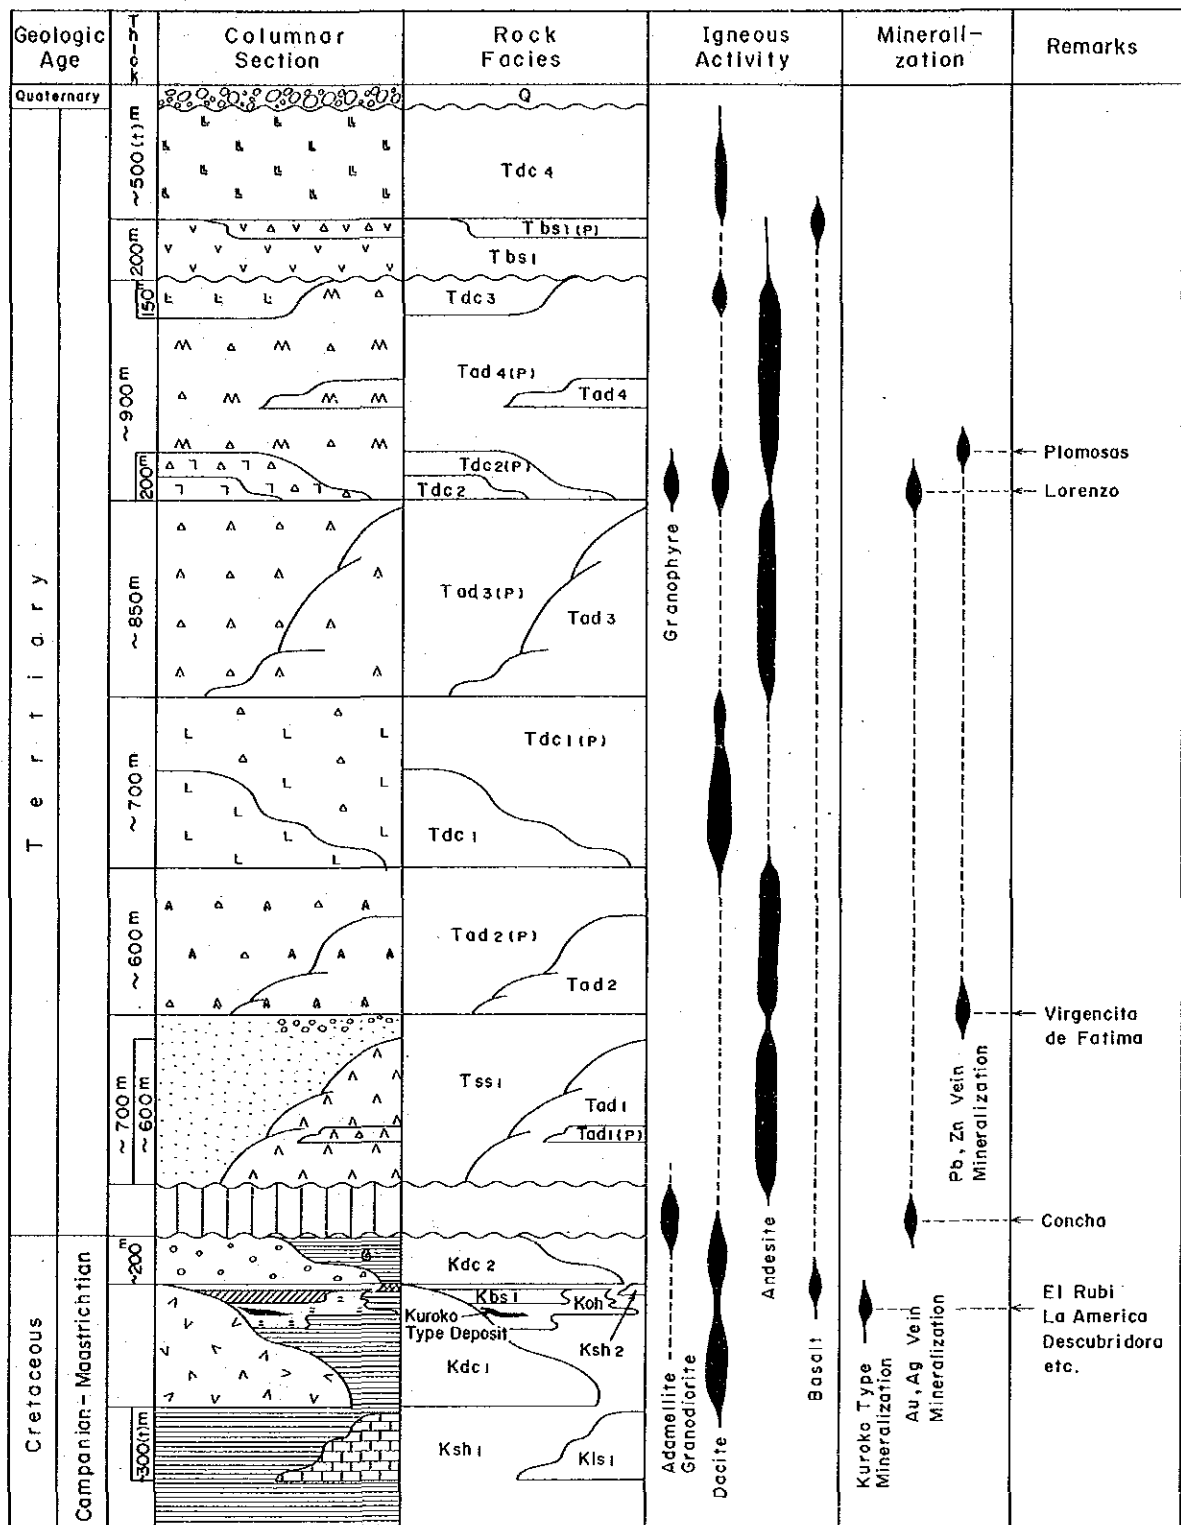 Geologic
Age
Thick
Columnar
Section
Rock
Facies
Igneous
Activity
Minerali-
zation
Remarks
Quaternary
Q
~500(t)m
Tdc4
Tbs1(P)
200m
Tbs1
150m
Tdc3
~900m
Tad4(P)
Tad4
200m
Tdc2(P)
Tdc2
Plomosas
Lorenzo
Granophyre
Tertiary
~850m
Tad3(P)
Tad3
~700m
Tdc1(P)
Tdc1
~600m
Tad2(P)
Tad2
Virgencita
de Fatima
~700m
~600m
Tss1
Tad1
Tad1(P)
Pb, Zn Vein
Mineralization
Concha
Andesite
Cretaceous
Campanian-Maastrichtian
~200m
Kdc2
Kbs1
Koh
Kuroko
Type Deposit
Ksh2
Kdc1
El Rubi
La America
Descubridora
etc.
Basalt
Au, Ag Vein
Mineralization
Kuroko Type
Mineralization
Adamellite
Granodiorite
Dacite
~300(t)m
Ksh1
Kls1